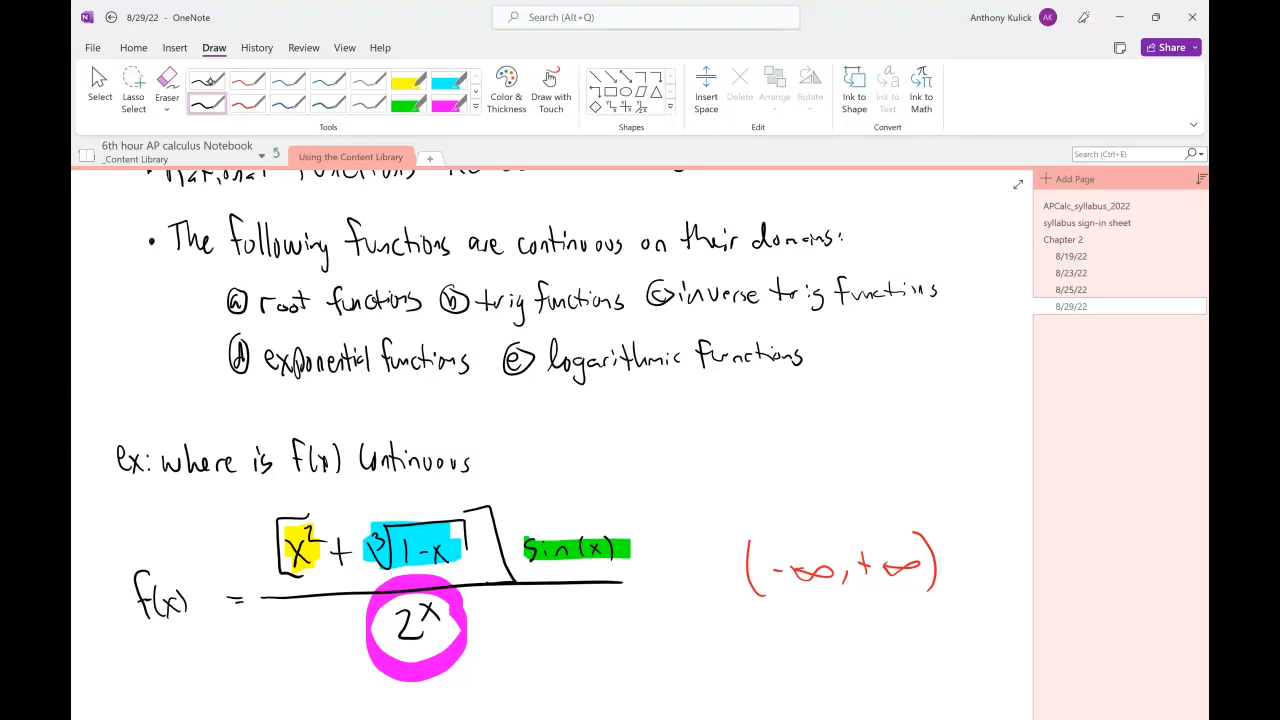 8/29/22 - OneNote
Search (Alt+Q)
Anthony Kulick
AK
File Home Insert Draw History Review View Help
Share
Select
Lasso Select
Eraser
Color & Thickness
Draw with Touch
Insert Space
Delete
Arrange
Rotate
Ink to Shape
Ink to Text
Ink to Math
Tools
Shapes
Edit
Convert
6th hour AP calculus Notebook
_Content Library
Using the Content Library
+
Search (Ctrl+E)
Add Page
APCalc_syllabus_2022
syllabus sign-in sheet
Chapter 2
8/19/22
8/23/22
8/25/22
8/29/22
• The following functions are continuous on their domains:
ⓐ root functions ⓑ trig functions ⓒ inverse trig functions
ⓓ exponential functions ⓔ logarithmic functions
ex: where is f(x) continuous
f(x) = [x² + ∛(1-x)] sin(x) / 2^x
(-∞, +∞)